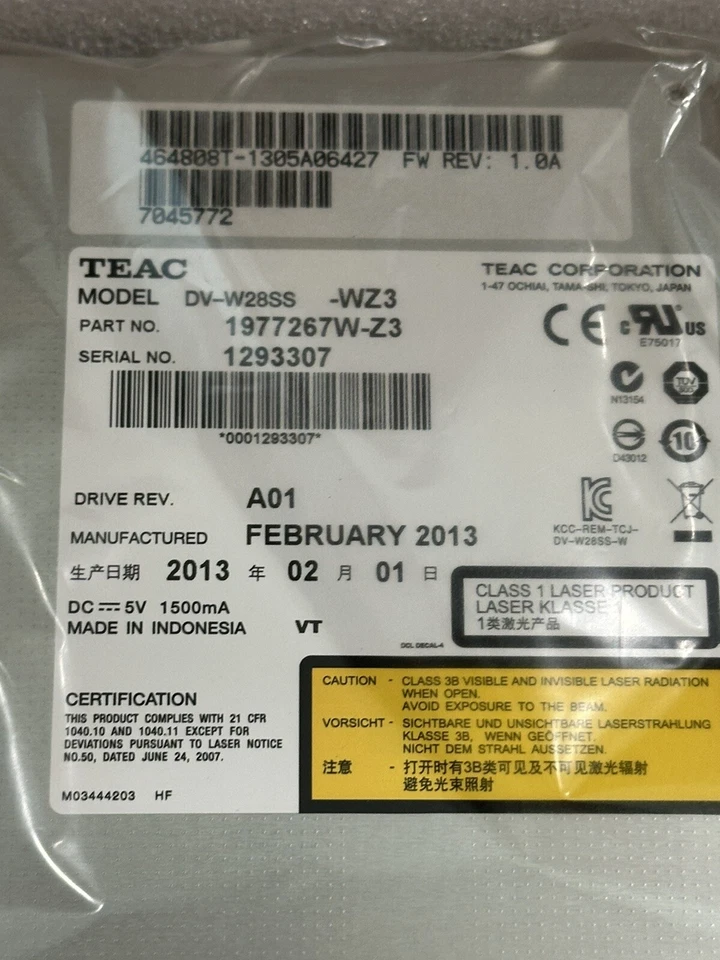 464808T-1305A06427 FW REV: 1.0A
7045772
TEAC
TEAC CORPORATION
1-47 OCHIAI, TAMA-SHI, TOKYO, JAPAN
MODEL DV-W28SS -WZ3
PART NO. 1977267W-Z3
SERIAL NO. 1293307
*0001293307*
CE
c RU US
E75017
N13154
TUV
D43012
10
KCC-REM-TCJ-
DV-W28SS-W
DRIVE REV. A01
MANUFACTURED FEBRUARY 2013
生产日期 2013 年 02 月 01 日
DC 5V 1500mA
MADE IN INDONESIA VT
CLASS 1 LASER PRODUCT
LASER KLASSE 1
1类激光产品
DCL DECAL-4
CERTIFICATION
THIS PRODUCT COMPLIES WITH 21 CFR
1040.10 AND 1040.11 EXCEPT FOR
DEVIATIONS PURSUANT TO LASER NOTICE
NO.50, DATED JUNE 24, 2007.
M03444203 HF
CAUTION - CLASS 3B VISIBLE AND INVISIBLE LASER RADIATION
WHEN OPEN.
AVOID EXPOSURE TO THE BEAM.
VORSICHT - SICHTBARE UND UNSICHTBARE LASERSTRAHLUNG
KLASSE 3B, WENN GEÖFFNET.
NICHT DEM STRAHL AUSSETZEN.
注意 - 打开时有3B类可见及不可见激光辐射
避免光束照射